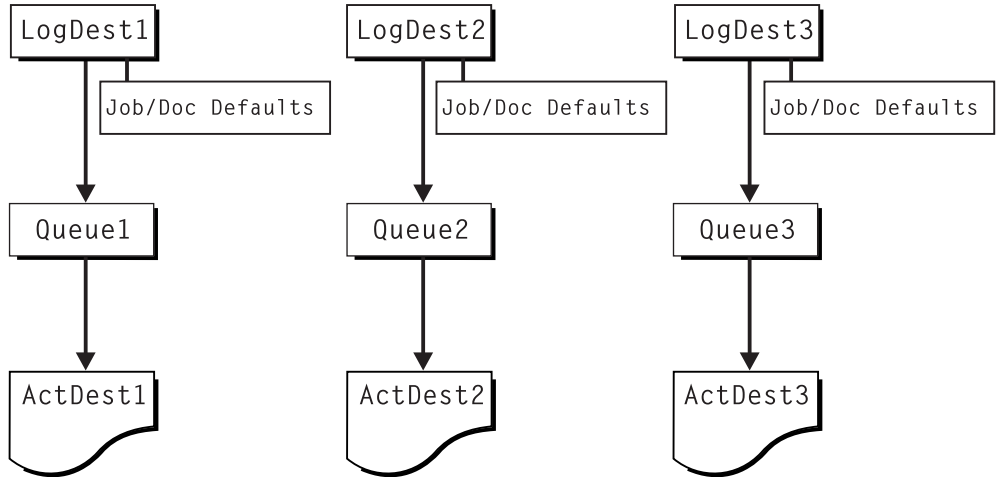 LogDest1 LogDest2 LogDest3
Job/Doc Defaults Job/Doc Defaults Job/Doc Defaults
Queue1 Queue2 Queue3
ActDest1 ActDest2 ActDest3